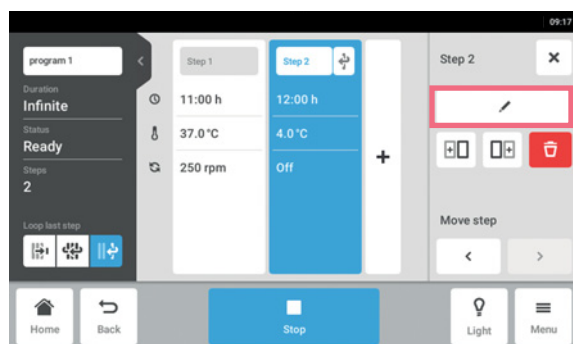 09:17
program 1
Duration
Infinite
Status
Ready
Steps
2
Loop last step
Step 1
11:00 h
37.0°C
250 rpm
Step 2
12:00 h
4.0°C
Off
+
Step 2
Move step
Home
Back
Stop
Light
Menu